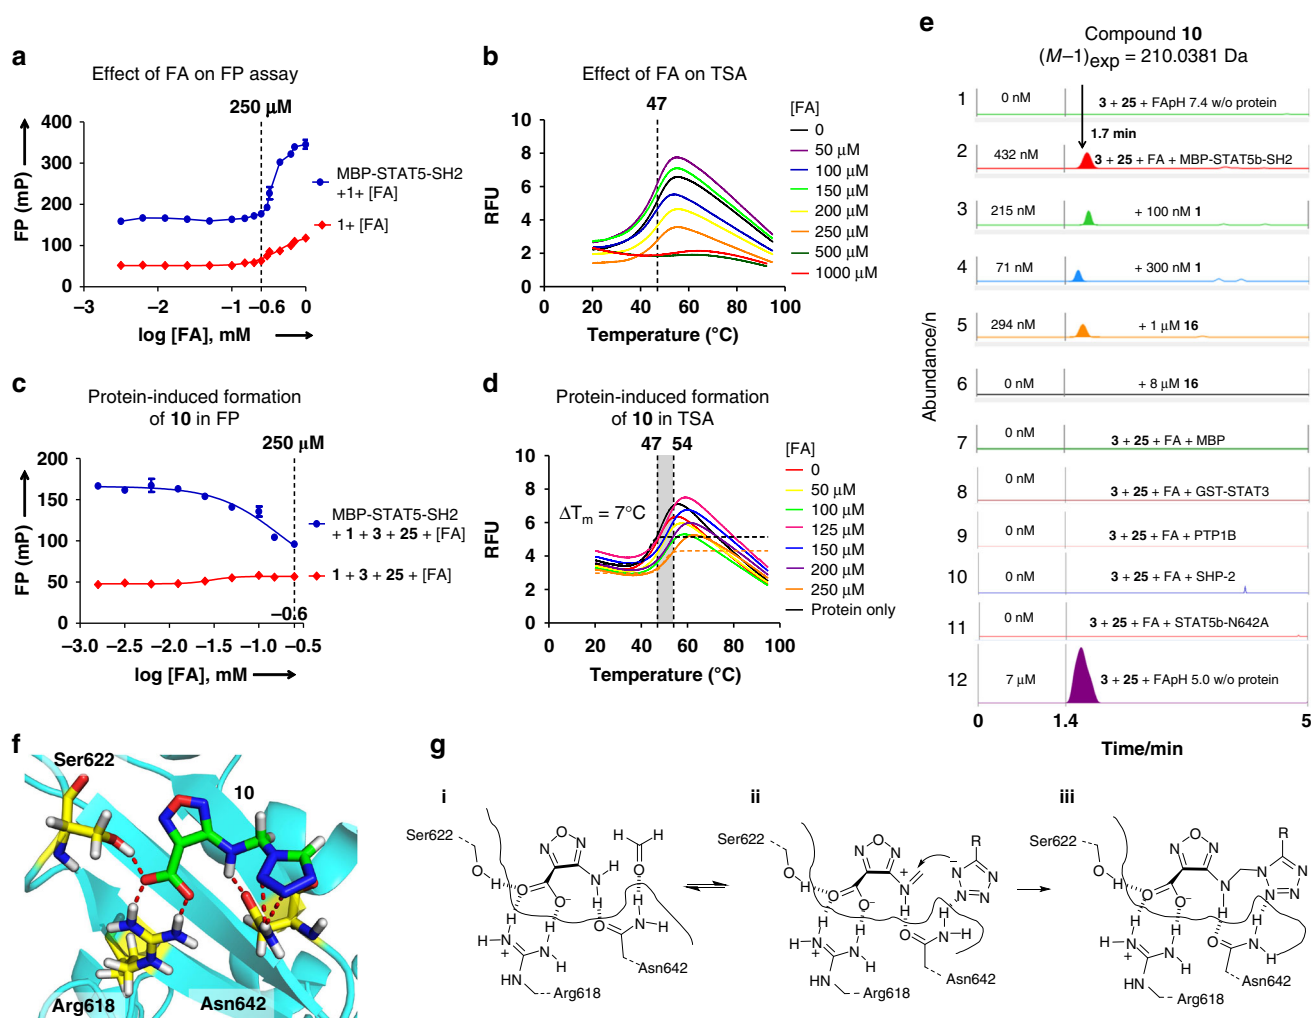 a
Effect of FA on FP assay
250 µM
FP (mP)
400
300
200
100
0
−3
−2
−1
−0.6
0
log [FA], mM
MBP-STAT5-SH2
+1+ [FA]
1+ [FA]
b
Effect of FA on TSA
47
RFU
10
8
6
4
2
0
0
20
40
60
80
100
Temperature (°C)
[FA]
0
50 µM
100 µM
150 µM
200 µM
250 µM
500 µM
1000 µM
c
Protein-induced formation
of 10 in FP
250 µM
FP (mP)
200
150
100
50
0
−0.6
−3.0
−2.5
−2.0
−1.5
−1.0
−0.5
log [FA], mM
MBP-STAT5-SH2
+ 1 + 3 + 25 + [FA]
1 + 3 + 25 + [FA]
d
Protein-induced formation
of 10 in TSA
47 54
ΔTm = 7°C
RFU
10
8
6
4
2
0
0
20
40
60
80
100
Temperature (°C)
[FA]
0
50 µM
100 µM
125 µM
150 µM
200 µM
250 µM
Protein only
e
Compound 10
(M−1)exp = 210.0381 Da
Abundance/n
1 0 nM 3 + 25 + FApH 7.4 w/o protein
1.7 min
2 432 nM 3 + 25 + FA + MBP-STAT5b-SH2
3 215 nM + 100 nM 1
4 71 nM + 300 nM 1
5 294 nM + 1 µM 16
6 0 nM + 8 µM 16
7 0 nM 3 + 25 + FA + MBP
8 0 nM 3 + 25 + FA + GST-STAT3
9 0 nM 3 + 25 + FA + PTP1B
10 0 nM 3 + 25 + FA + SHP-2
11 0 nM 3 + 25 + FA + STAT5b-N642A
12 7 µM 3 + 25 + FApH 5.0 w/o protein
0 1.4 5
Time/min
f
Ser622
10
Arg618
Asn642
g
i
Ser622
Arg618
Asn642
ii
Ser622
R
Arg618
Asn642
iii
Ser622
R
Arg618
Asn642